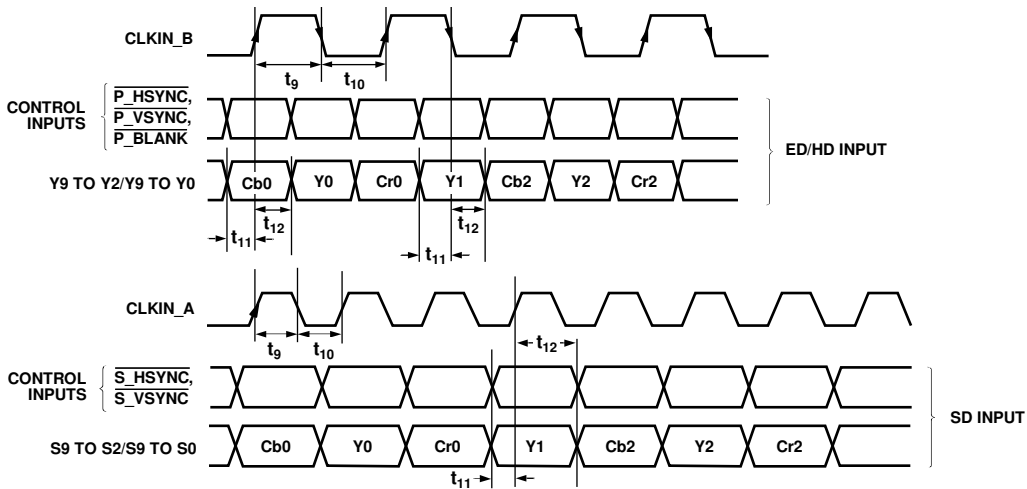 CLKIN_B
t9
t10
CONTROL
INPUTS
P_HSYNC,
P_VSYNC,
P_BLANK
ED/HD INPUT
Y9 TO Y2/Y9 TO Y0
Cb0
Y0
Cr0
Y1
Cb2
Y2
Cr2
t12
t12
t11
t11
CLKIN_A
t9
t10
t12
CONTROL
INPUTS
S_HSYNC,
S_VSYNC
SD INPUT
S9 TO S2/S9 TO S0
Cb0
Y0
Cr0
Y1
Cb2
Y2
Cr2
t11